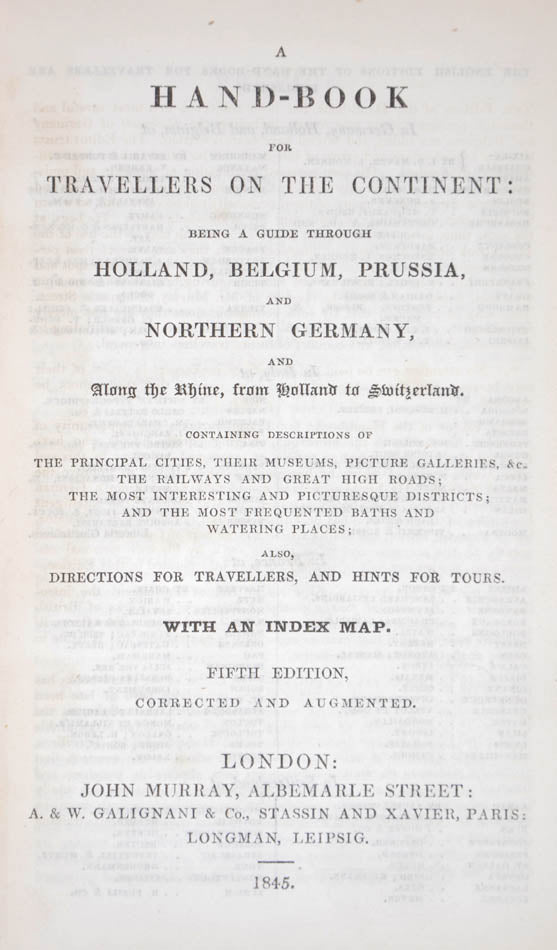 A
HAND-BOOK
FOR
TRAVELLERS ON THE CONTINENT:
BEING A GUIDE THROUGH
HOLLAND, BELGIUM, PRUSSIA,
AND
NORTHERN GERMANY,
AND
Along the Rhine, from Holland to Switzerland.
CONTAINING DESCRIPTIONS OF
THE PRINCIPAL CITIES, THEIR MUSEUMS, PICTURE GALLERIES, &c.
THE RAILWAYS AND GREAT HIGH ROADS;
THE MOST INTERESTING AND PICTURESQUE DISTRICTS;
AND THE MOST FREQUENTED BATHS AND
WATERING PLACES;
ALSO,
DIRECTIONS FOR TRAVELLERS, AND HINTS FOR TOURS.
WITH AN INDEX MAP.
FIFTH EDITION,
CORRECTED AND AUGMENTED.
LONDON:
JOHN MURRAY, ALBEMARLE STREET:
A. & W. GALIGNANI & Co., STASSIN AND XAVIER, PARIS:
LONGMAN, LEIPSIG.
1845.